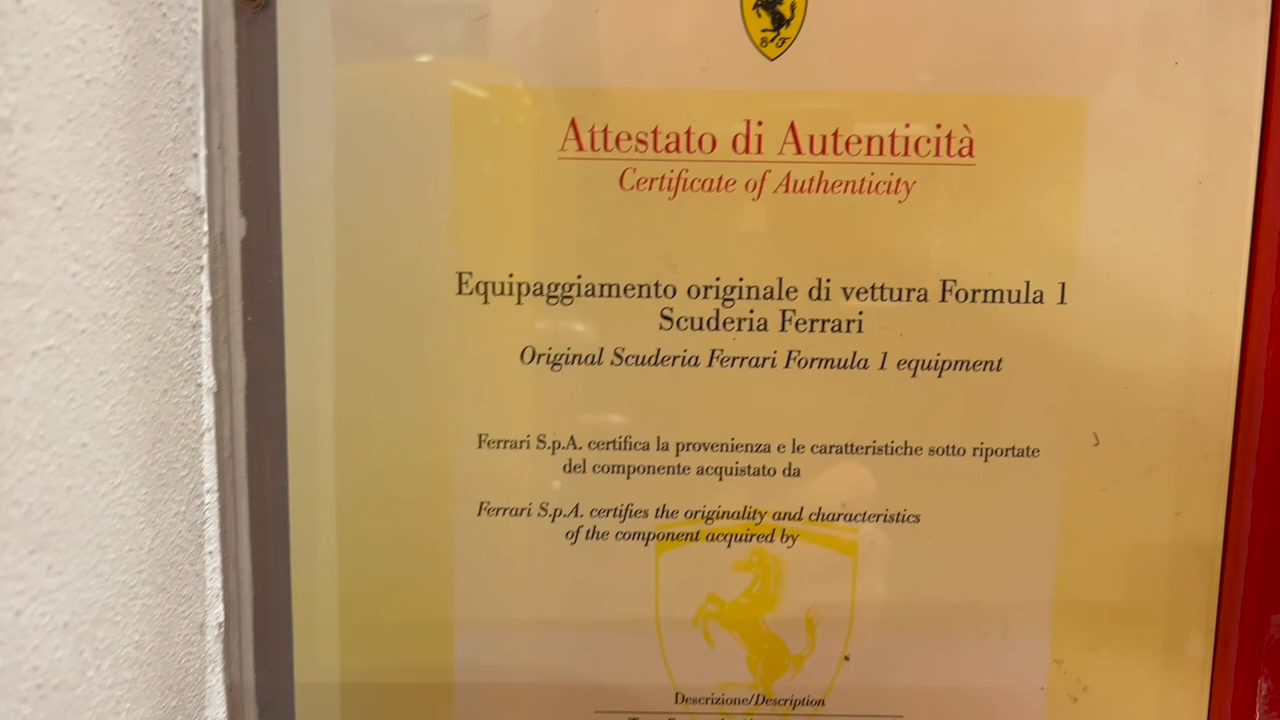 S F
Attestato di Autenticità
Certificate of Authenticity
Equipaggiamento originale di vettura Formula 1
Scuderia Ferrari
Original Scuderia Ferrari Formula 1 equipment
Ferrari S.p.A. certifica la provenienza e le caratteristiche sotto riportate
del componente acquistato da
Ferrari S.p.A. certifies the originality and characteristics
of the component acquired by
Descrizione/Description